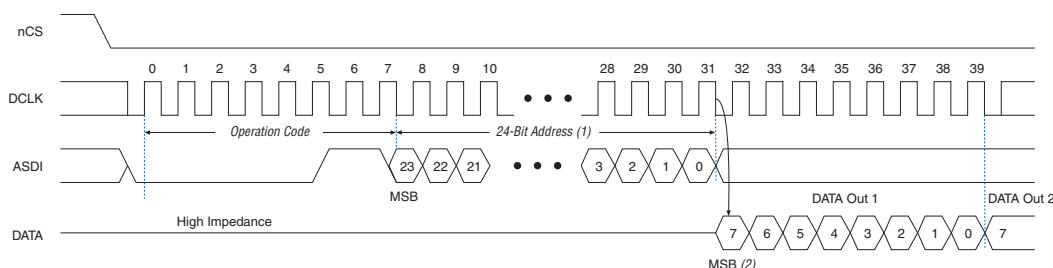 nCS
0 1 2 3 4 5 6 7 8 9 10 28 29 30 31 32 33 34 35 36 37 38 39
DCLK
Operation Code 24-Bit Address (1)
ASDI 23 22 21 3 2 1 0
MSB
DATA Out 1 DATA Out 2
High Impedance
DATA 7 6 5 4 3 2 1 0 7
MSB (2)